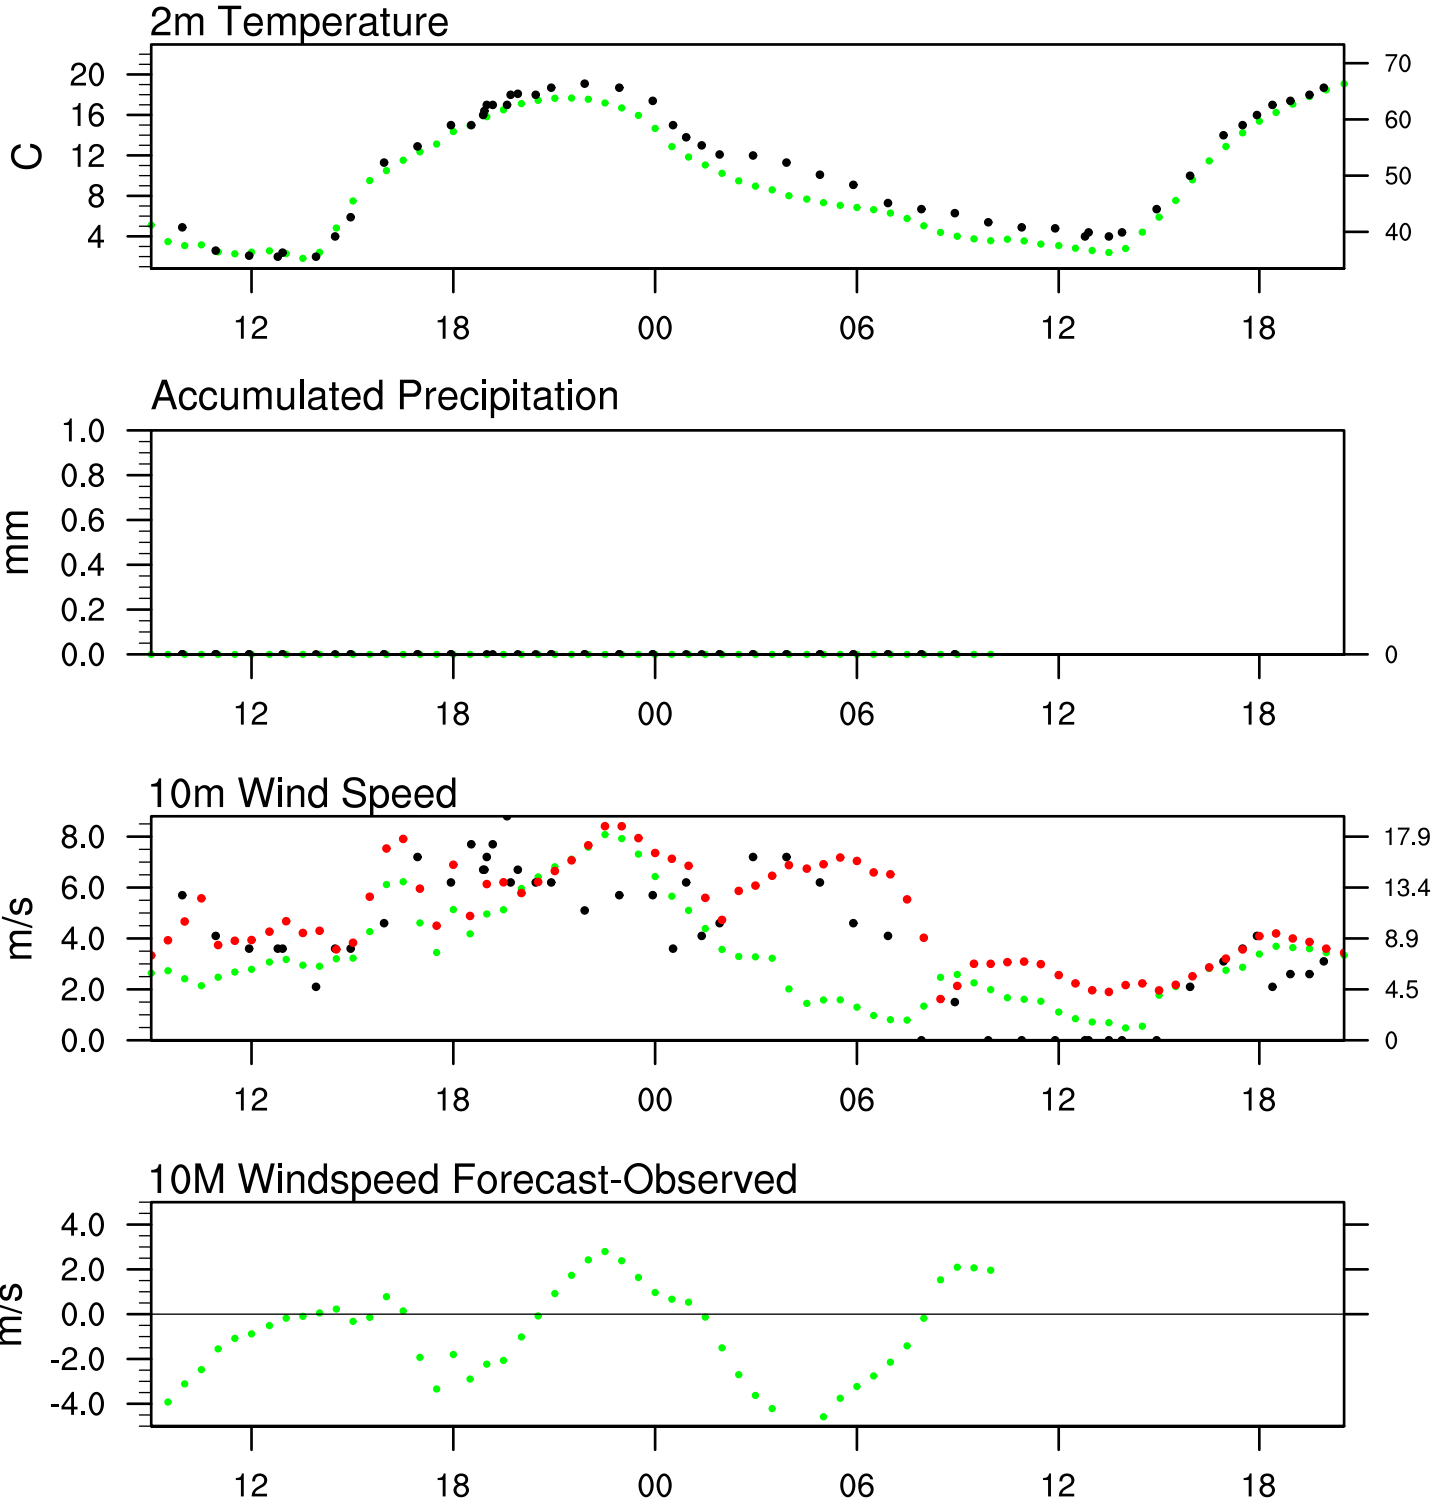 2m Temperature
20
16
12
8
4
C
70
60
50
40
12 18 00 06 12 18
Accumulated Precipitation
1.0
0.8
0.6
0.4
0.2
0.0
mm
0
12 18 00 06 12 18
10m Wind Speed
8.0
6.0
4.0
2.0
0.0
m/s
17.9
13.4
8.9
4.5
0
12 18 00 06 12 18
10M Windspeed Forecast-Observed
4.0
2.0
0.0
-2.0
-4.0
m/s
12 18 00 06 12 18